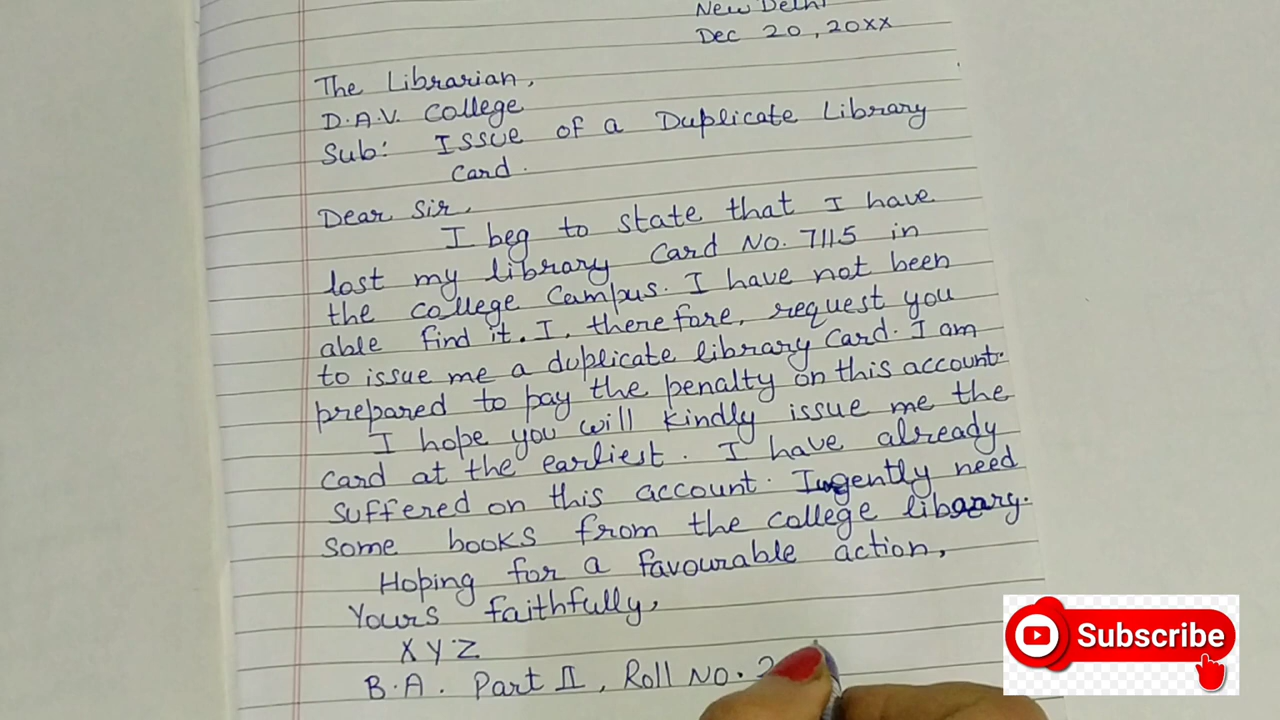 New Delhi
Dec 20, 20xx
The Librarian,
D.A.V. College
Sub: Issue of a Duplicate Library
Card.
Dear Sir,
I beg to state that I have
lost my library Card No. 7115 in
the college Campus. I have not been
able find it. I, therefore, request you
to issue me a duplicate library Card. I am
prepared to pay the penalty on this account.
I hope you will kindly issue me the
card at the earliest. I have already
suffered on this account. I urgently need
some books from the college library.
Hoping for a favourable action,
Yours faithfully,
X Y Z
B.A. Part II, Roll No. 2
Subscribe